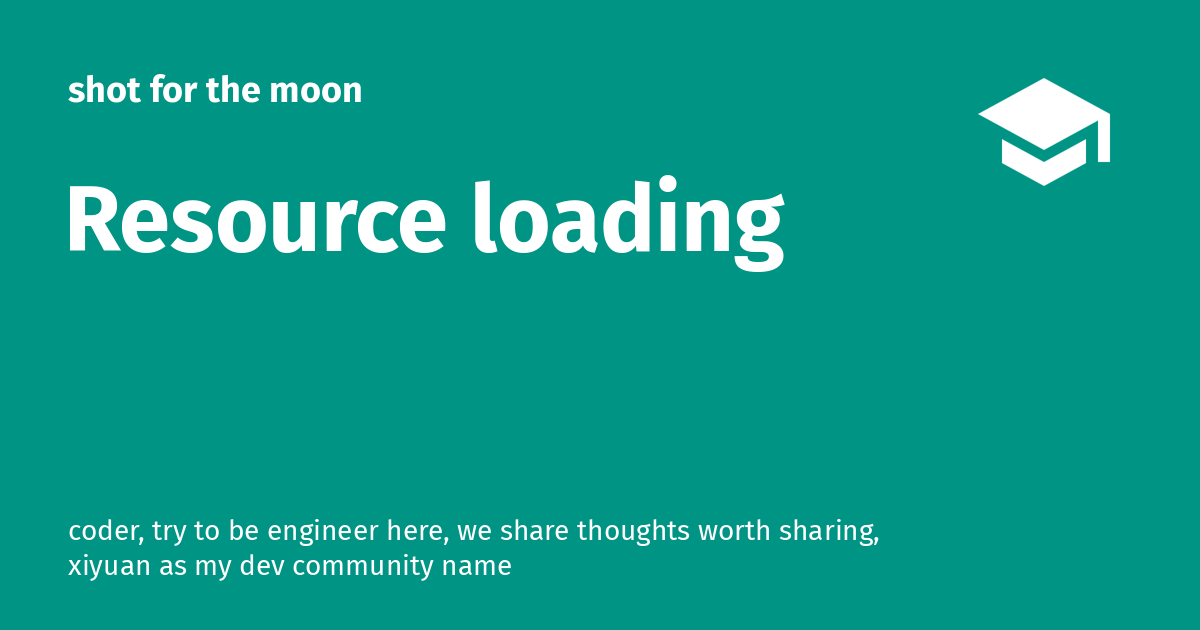 shot for the moon
Resource loading
coder, try to be engineer here, we share thoughts worth sharing,
xiyuan as my dev community name